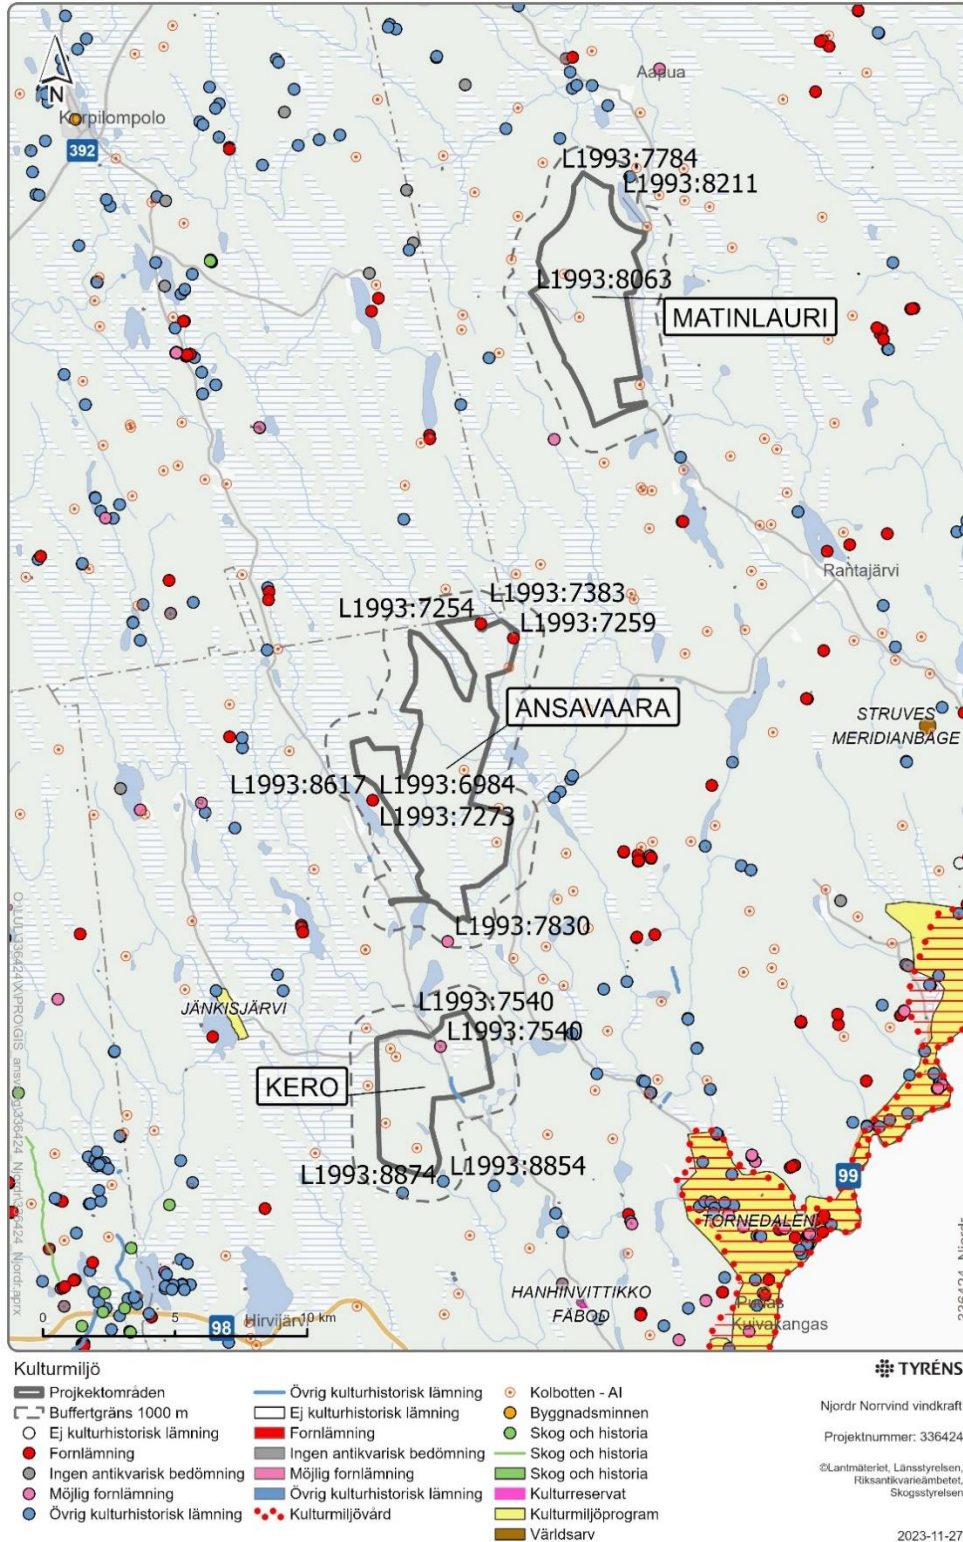 Aapua
N
Korpilompolo
392
L1993:7784
L1993:8211
L1993:8063
MATINLAURI
Rantajärvi
L1993:7383
L1993:7254
L1993:7259
ANSAVAARA
STRUVES
MERIDIANBÅGE
L1993:8617
L1993:6984
L1993:7273
L1993:7830
L1993:7540
JÄNKISJÄRVI
L1993:7540
KERO
L1993:8854
L1993:8874
99
TORNEDALEN
HANHINVITTIKKO
FÄBOD
Kuivakangas
0 5 10 km
98
Hirvijärvi
336424_Njordr
Kulturmiljö
Projkektområden
Buffertgräns 1000 m
Ej kulturhistorisk lämning
Fornlämning
Ingen antikvarisk bedömning
Möjlig fornlämning
Övrig kulturhistorisk lämning
Övrig kulturhistorisk lämning
Ej kulturhistorisk lämning
Fornlämning
Ingen antikvarisk bedömning
Möjlig fornlämning
Övrig kulturhistorisk lämning
Kulturmiljövård
Kolbotten - AI
Byggnadsminnen
Skog och historia
Skog och historia
Skog och historia
Kulturreservat
Kulturmiljöprogram
Världsarv
TYRÉNS
Njordr Norrvind vindkraft
Projektnummer: 336424
©Lantmäteriet, Länsstyrelsen,
Riksantikvarieämbetet,
Skogsstyrelsen
2023-11-27